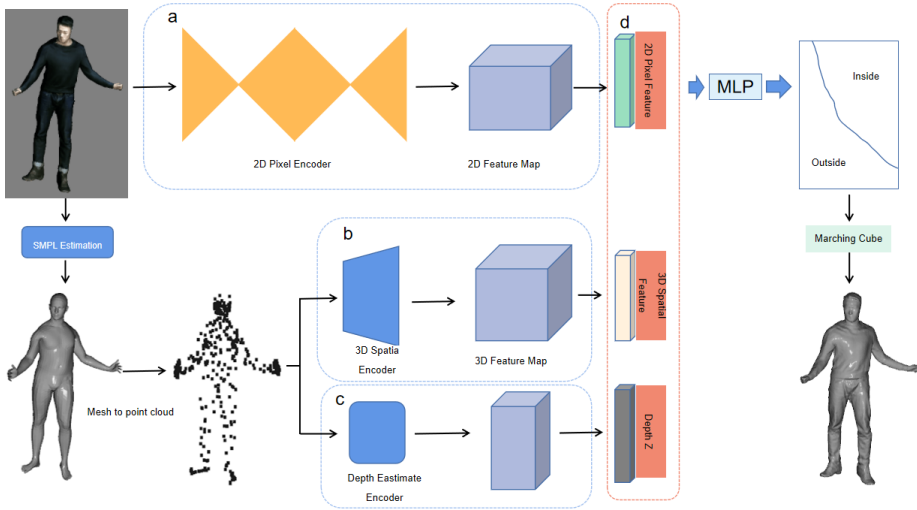 a
d
2D Pixel Feature
MLP
Inside
Outside
2D Pixel Encoder
2D Feature Map
SMPL Estimation
b
Marching Cube
3D Spatial
Feature
3D Spatia
Encoder
3D Feature Map
Mesh to point cloud
c
Depth Z
Depth Eastimate
Encoder